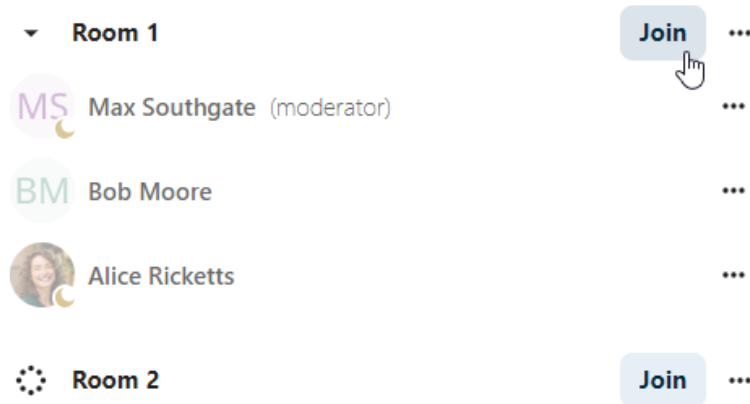 Room 1 Join
MS Max Southgate (moderator)
BM Bob Moore
Alice Ricketts
Room 2 Join